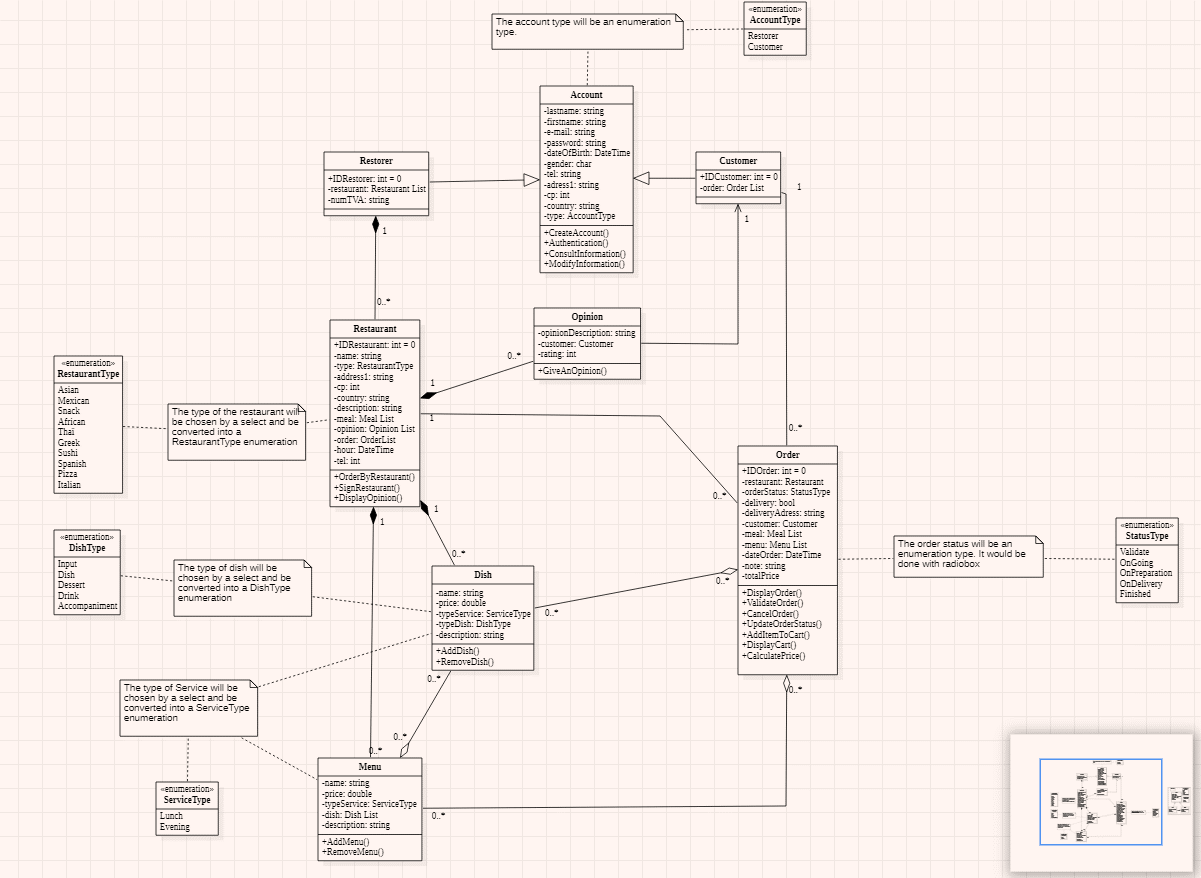 The account type will be an enumeration
type.
«enumeration»
AccountType
Restorer
Customer
Account
-lastname: string
-firstname: string
-e-mail: string
-password: string
-dateOfBirth: DateTime
-gender: char
-tel: string
-adress1: string
-cp: int
-country: string
-type: AccountType
+CreateAccount()
+Authentication()
+ConsultInformation()
+ModifyInformation()
Restorer
+IDRestorer: int = 0
-restaurant: Restaurant List
-numTVA: string
Customer
+IDCustomer: int = 0
-order: Order List
1
1
1
0..*
Restaurant
+IDRestaurant: int = 0
-name: string
-type: RestaurantType
-address1: string
-cp: int
-country: string
-description: string
-meal: Meal List
-opinion: Opinion List
-order: OrderList
-hour: DateTime
-tel: int
+OrderByRestaurant()
+SignRestaurant()
+DisplayOpinion()
Opinion
-opinionDescription: string
-customer: Customer
-rating: int
+GiveAnOpinion()
0..*
1
1
«enumeration»
RestaurantType
Asian
Mexican
Snack
African
Thaï
Greek
Sushi
Spanish
Pizza
Italian
The type of the restaurant will
be chosen by a select and be
converted into a
RestaurantType enumeration
0..*
0..*
Order
+IDOrder: int = 0
-restaurant: Restaurant
-orderStatus: StatusType
-delivery: bool
-deliveryAdress: string
-customer: Customer
-meal: Meal List
-menu: Menu List
-dateOrder: DateTime
-note: string
-totalPrice
+DisplayOrder()
+ValidateOrder()
+CancelOrder()
+UpdateOrderStatus()
+AddItemToCart()
+DisplayCart()
+CalculatePrice()
The order status will be an
enumeration type. It would be
done with radiobox
«enumeration»
StatusType
Validate
OnGoing
OnPreparation
OnDelivery
Finished
1
1
0..*
«enumeration»
DishType
Input
Dish
Dessert
Drink
Accompaniment
The type of dish will be
chosen by a select and be
converted into a DishType
enumeration
Dish
-name: string
-price: double
-typeService: ServiceType
-typeDish: DishType
-description: string
+AddDish()
+RemoveDish()
0..*
0..*
0..*
0..*
The type of Service will be
chosen by a select and be
converted into a ServiceType
enumeration
0..*
0..*
«enumeration»
ServiceType
Lunch
Evening
Menu
-name: string
-price: double
-typeService: ServiceType
-dish: Dish List
-description: string
+AddMenu()
+RemoveMenu()
0..*